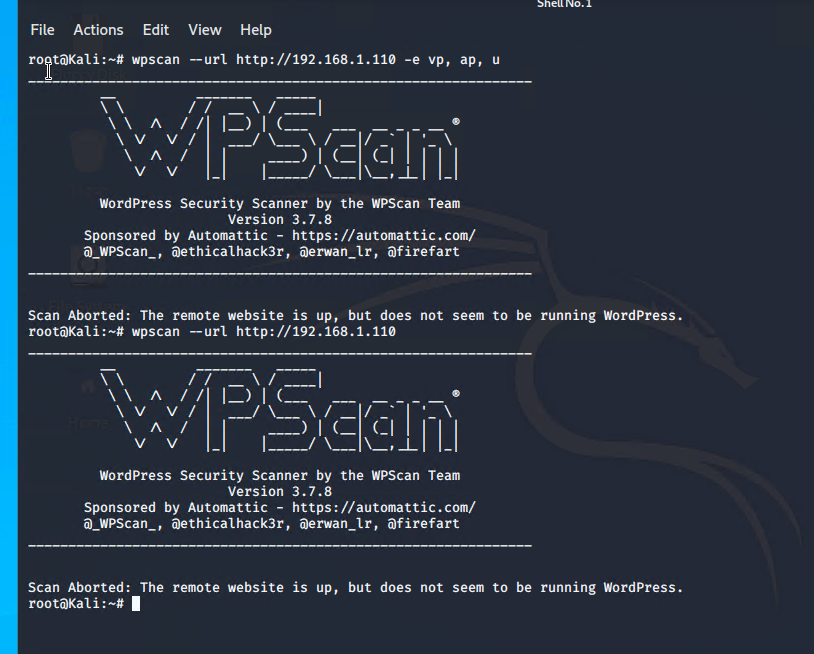 Shell No. 1
File Actions Edit View Help
root@Kali:~# wpscan --url http://192.168.1.110 -e vp, ap, u
WPScan ®
WordPress Security Scanner by the WPScan Team
Version 3.7.8
Sponsored by Automattic - https://automattic.com/
@_WPScan_, @ethicalhack3r, @erwan_lr, @firefart
Scan Aborted: The remote website is up, but does not seem to be running WordPress.
root@Kali:~# wpscan --url http://192.168.1.110
WPScan ®
WordPress Security Scanner by the WPScan Team
Version 3.7.8
Sponsored by Automattic - https://automattic.com/
@_WPScan_, @ethicalhack3r, @erwan_lr, @firefart
Scan Aborted: The remote website is up, but does not seem to be running WordPress.
root@Kali:~#